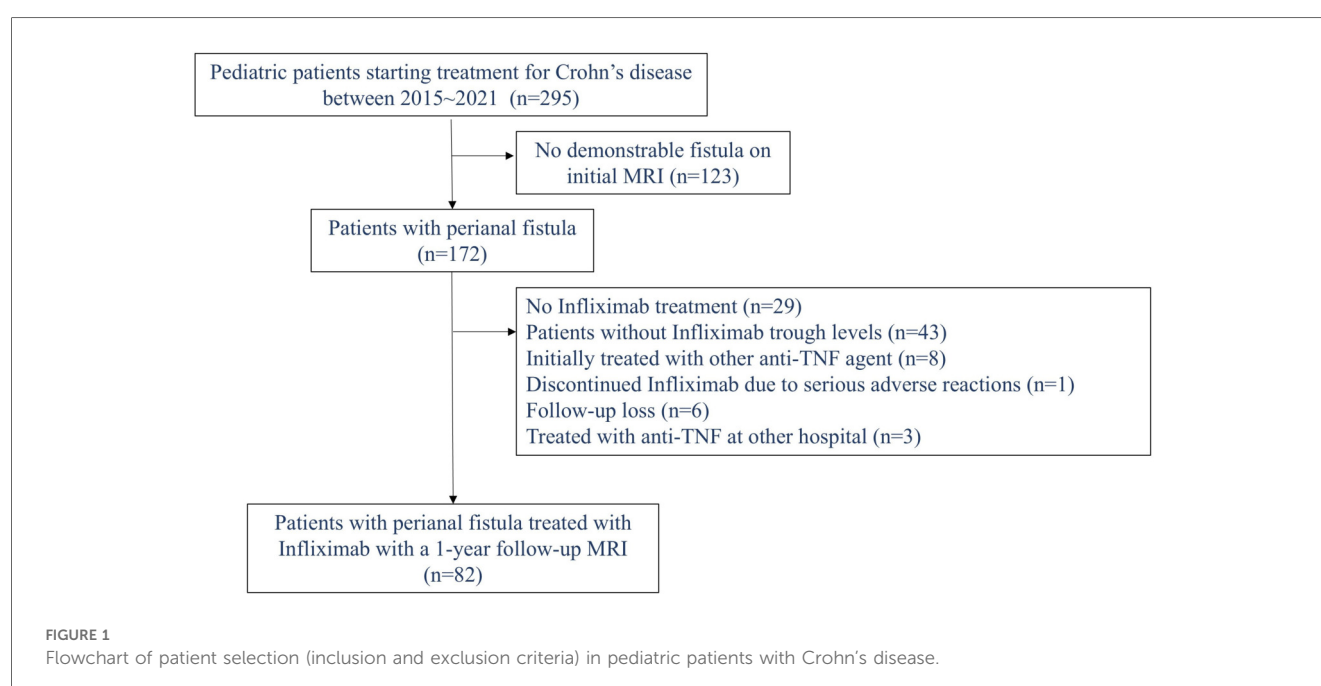 Pediatric patients starting treatment for Crohn's disease
between 2015~2021 (n=295)
No demonstrable fistula on
initial MRI (n=123)
Patients with perianal fistula
(n=172)
No Infliximab treatment (n=29)
Patients without Infliximab trough levels (n=43)
Initially treated with other anti-TNF agent (n=8)
Discontinued Infliximab due to serious adverse reactions (n=1)
Follow-up loss (n=6)
Treated with anti-TNF at other hospital (n=3)
Patients with perianal fistula treated with
Infliximab with a 1-year follow-up MRI
(n=82)
FIGURE 1
Flowchart of patient selection (inclusion and exclusion criteria) in pediatric patients with Crohn's disease.